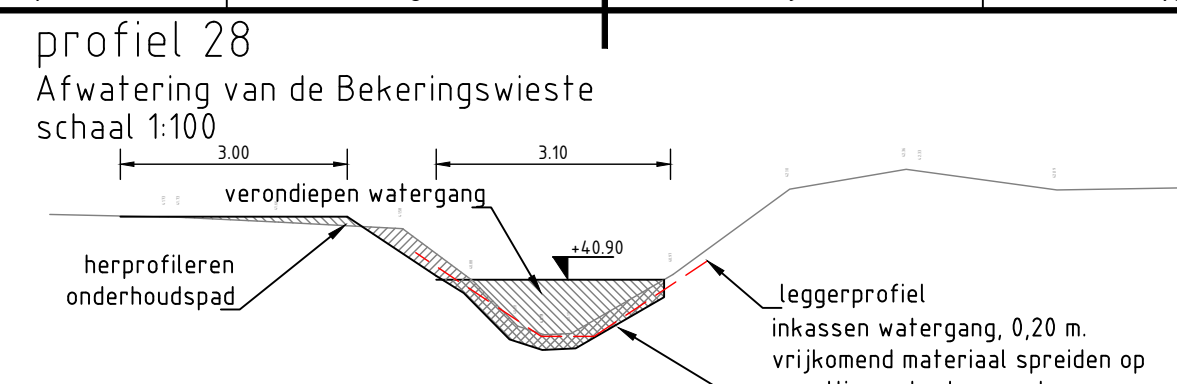 profiel 28
Afwatering van de Bekeringswieste
schaal 1:100
3.00
3.10
verondiepen watergang
+40.90
herprofileren
onderhoudspad
leggerprofiel
inkassen watergang, 0,20 m.
vrijkomend materiaal spreiden op